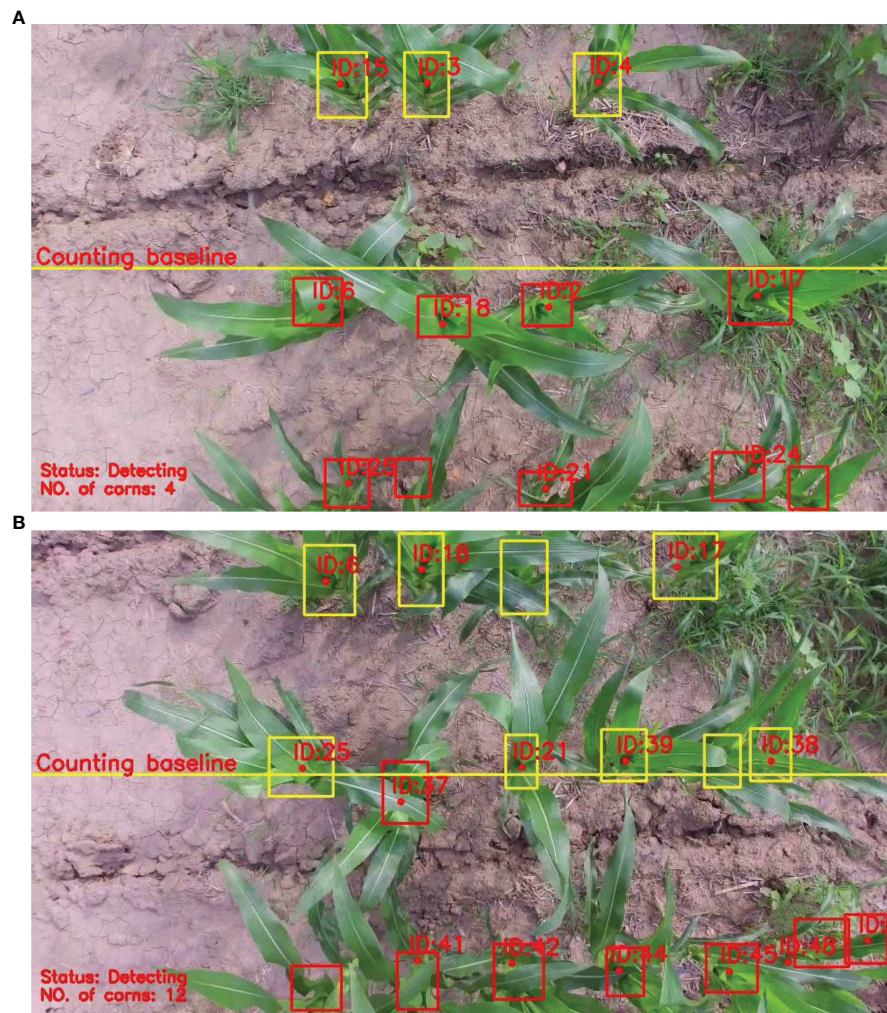 A
ID:15 ID:3 ID:4
Counting baseline
ID:6 ID:18 ID:2 ID:17
ID:25 ID:21 ID:24
Status: Detecting
NO. of corns: 4
B
ID:6 ID:18 ID:17
Counting baseline
ID:25 ID:37 ID:21 ID:39 ID:38
ID:41 ID:42 ID:44 ID:45 ID:48
Status: Detecting
NO. of corns: 12